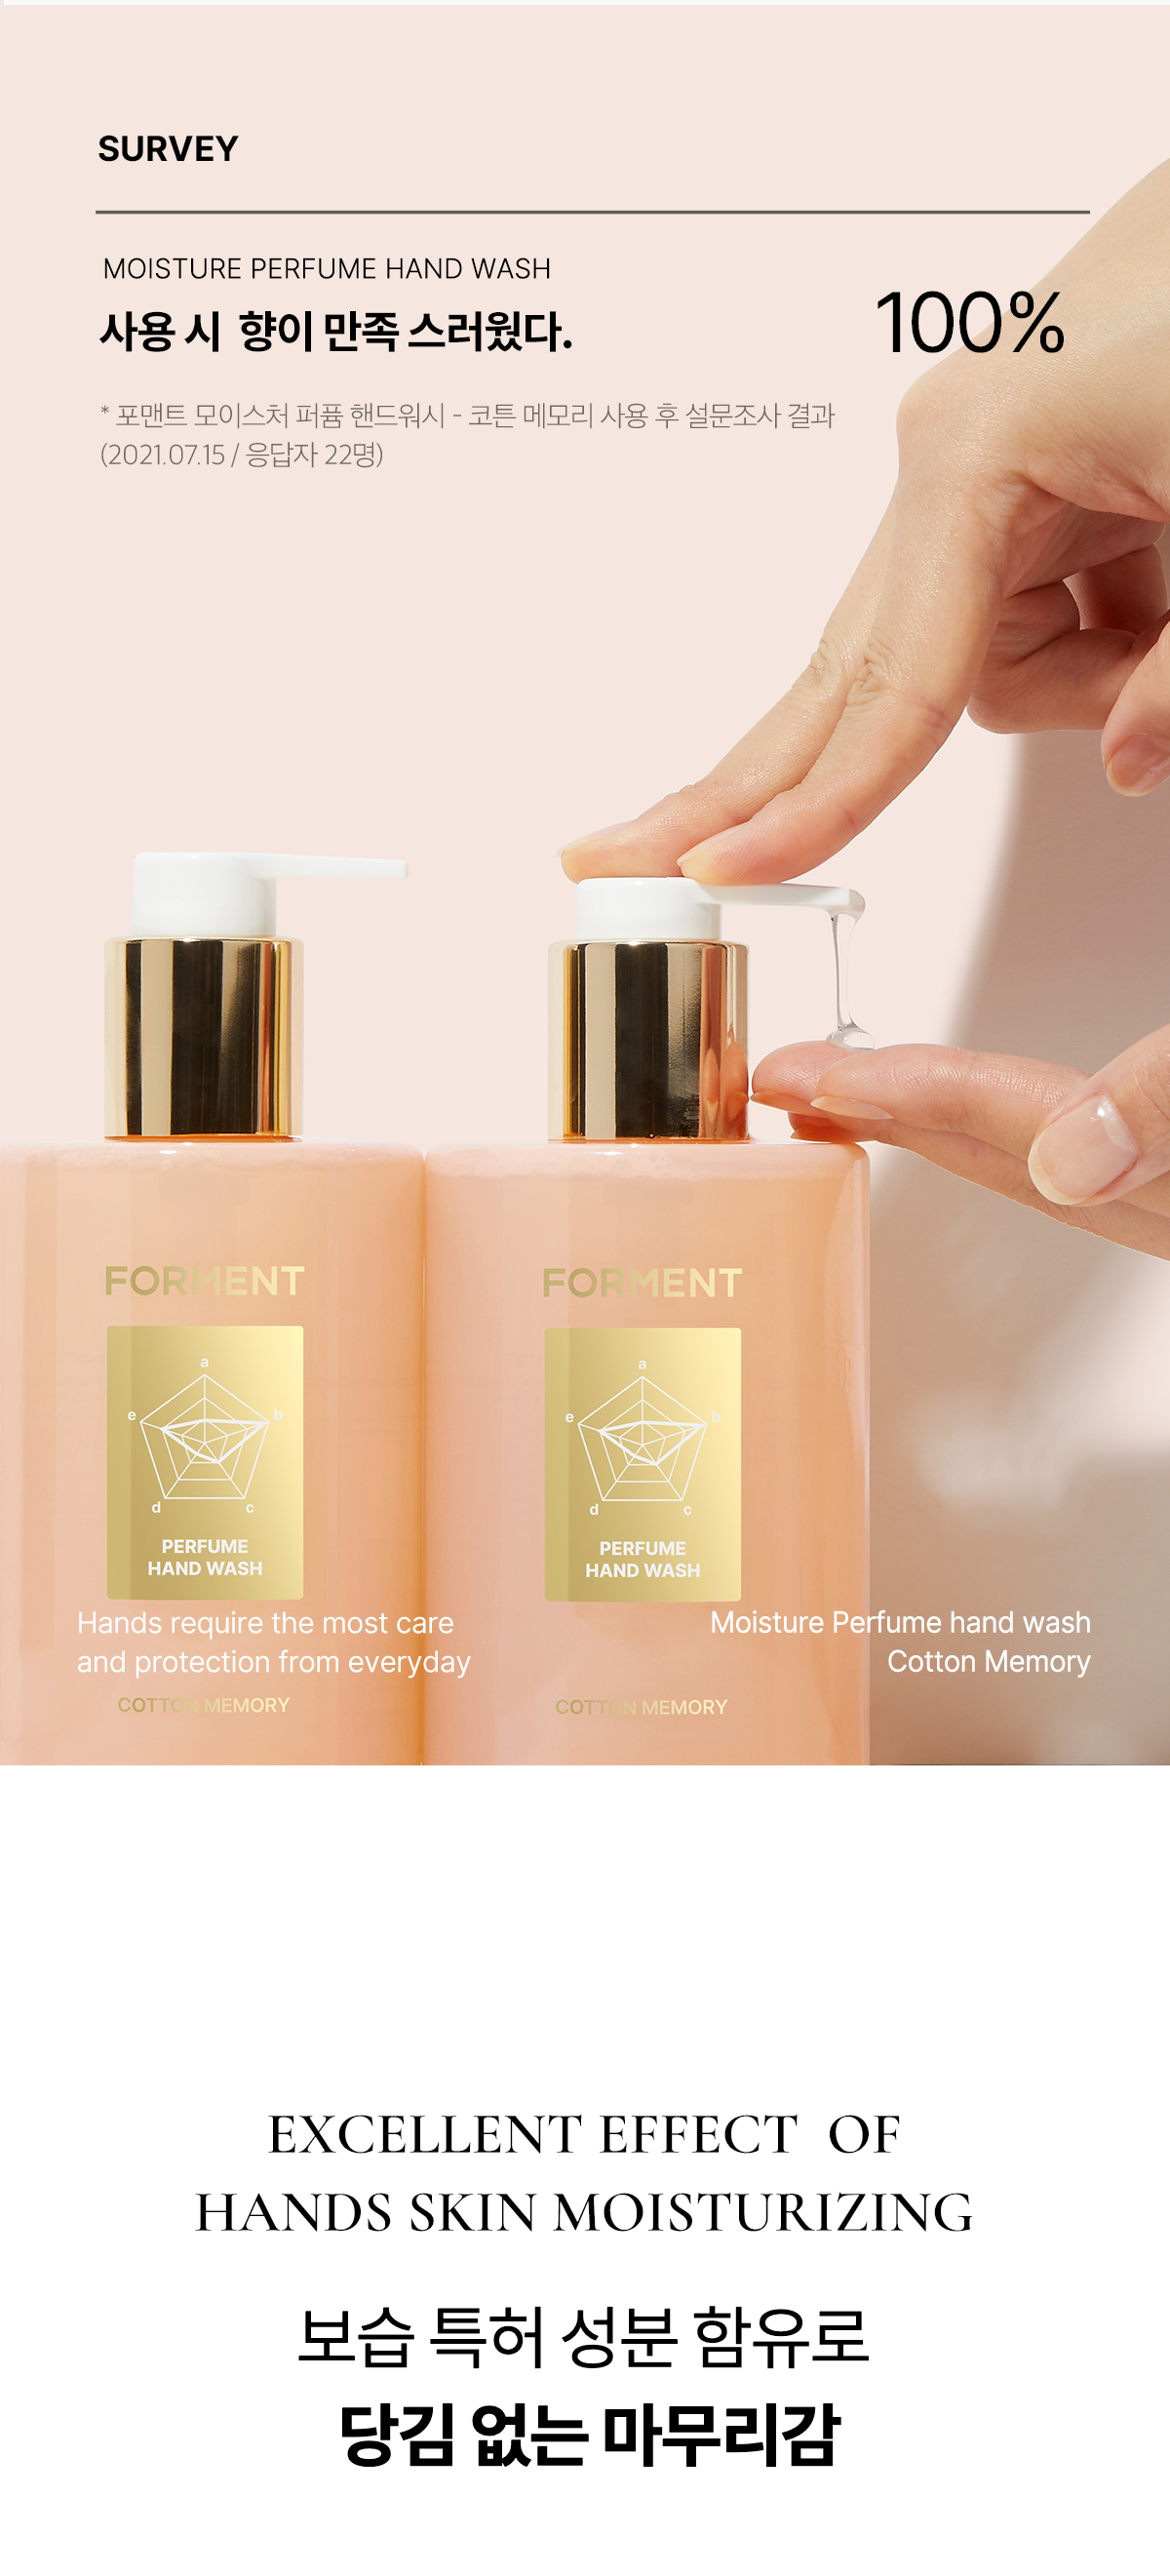 SURVEY
MOISTURE PERFUME HAND WASH
사용 시 향이 만족 스러웠다.
100%
* 포맨트 모이스처 퍼퓸 핸드워시 - 코튼 메모리 사용 후 설문조사 결과
(2021.07.15 / 응답자 22명)
FORMENT
a
e b
d c
PERFUME
HAND WASH
COTTON MEMORY
FORMENT
a
e b
d c
PERFUME
HAND WASH
COTTON MEMORY
Hands require the most care
and protection from everyday
Moisture Perfume hand wash
Cotton Memory
EXCELLENT EFFECT OF
HANDS SKIN MOISTURIZING
보습 특허 성분 함유로
당김 없는 마무리감